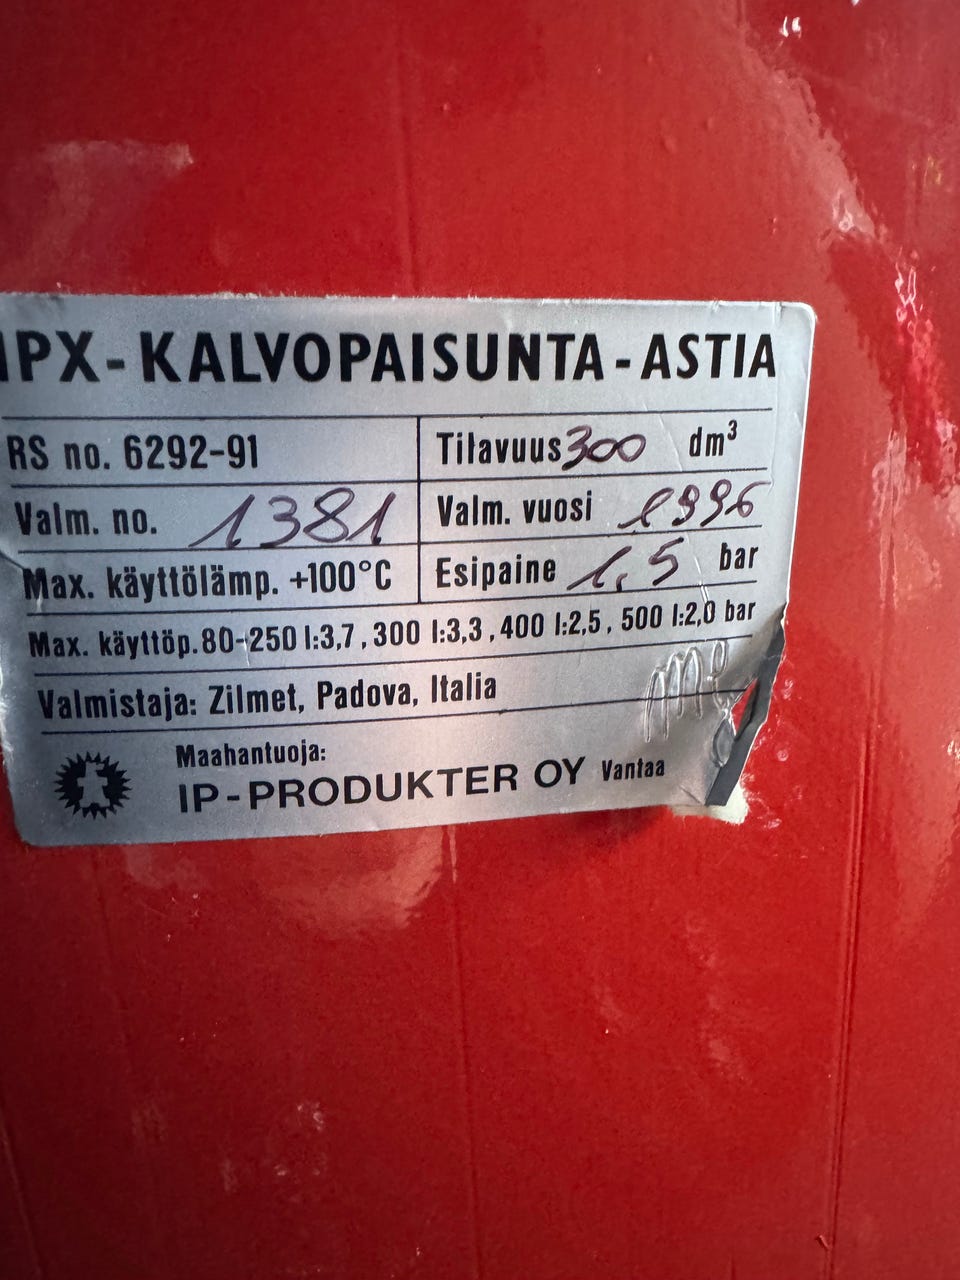 IPX-KALVOPAISUNTA-ASTIA
RS no. 6292-91
Tilavuus 300 dm³
Valm. no. 1381
Valm. vuosi 1996
Max. käyttölämp. +100°C
Esipaine 1,5 bar
Max. käyttöp. 80-250 l:3,7, 300 l:3,3, 400 l:2,5, 500 l:2,0 bar
Valmistaja: Zilmet, Padova, Italia
Maahantuoja:
IP-PRODUKTER OY Vantaa